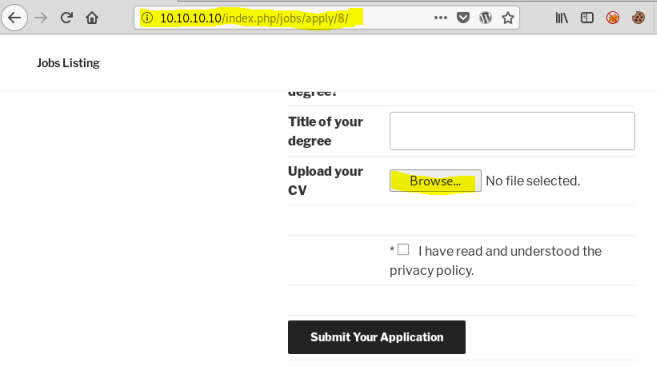 10.10.10.10/index.php/jobs/apply/8/
Jobs Listing
degree?
Title of your
degree
Upload your
CV
Browse... No file selected.
* I have read and understood the
privacy policy.
Submit Your Application